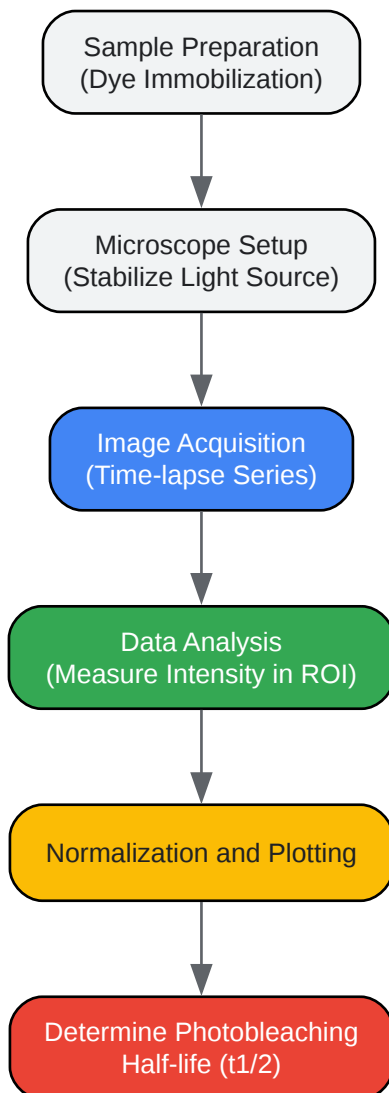 Sample Preparation
(Dye Immobilization)
Microscope Setup
(Stabilize Light Source)
Image Acquisition
(Time-lapse Series)
Data Analysis
(Measure Intensity in ROI)
Normalization and Plotting
Determine Photobleaching
Half-life (t1/2)